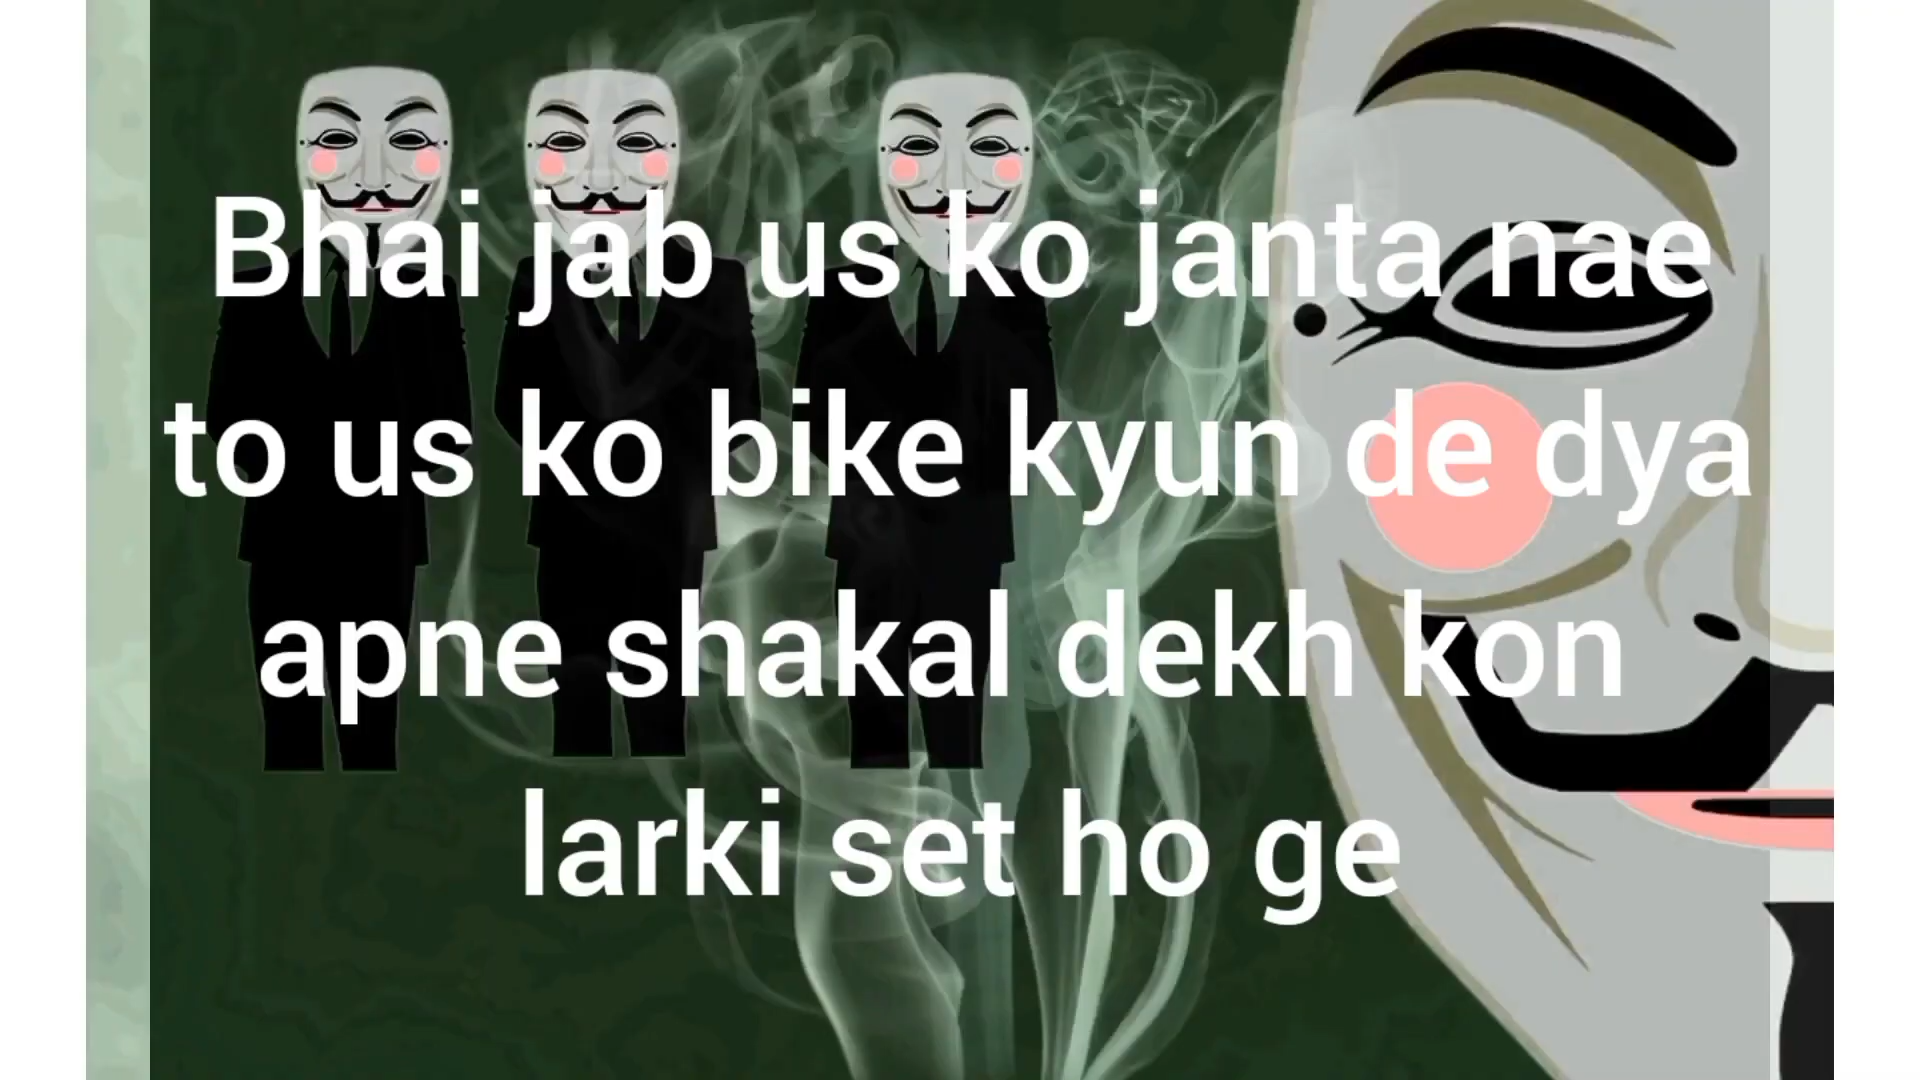 Bhai jab us ko janta nae
to us ko bike kyun de dya
apne shakal dekh kon
larki set ho ge